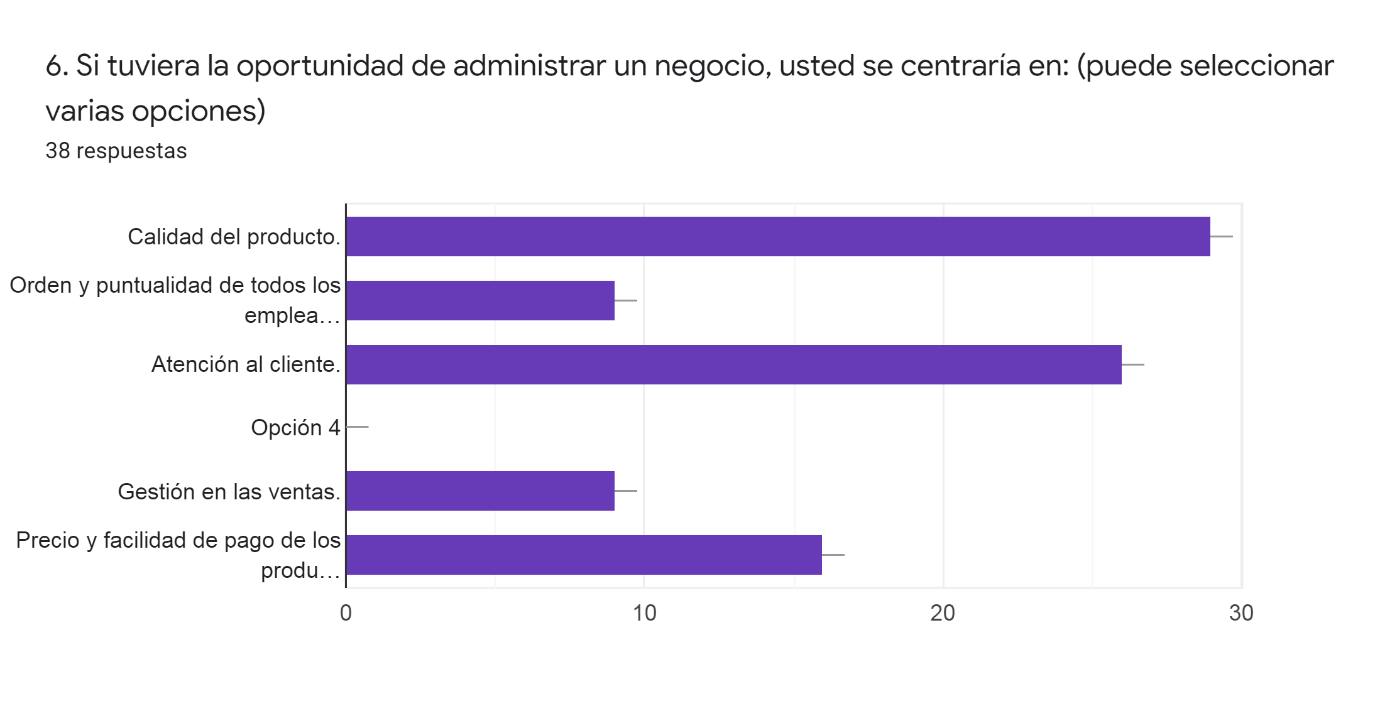 6. Si tuviera la oportunidad de administrar un negocio, usted se centraría en: (puede seleccionar
varias opciones)
38 respuestas
Calidad del producto.
Orden y puntualidad de todos los
emplea…
Atención al cliente.
Opción 4
Gestión en las ventas.
Precio y facilidad de pago de los
produ…
0 10 20 30